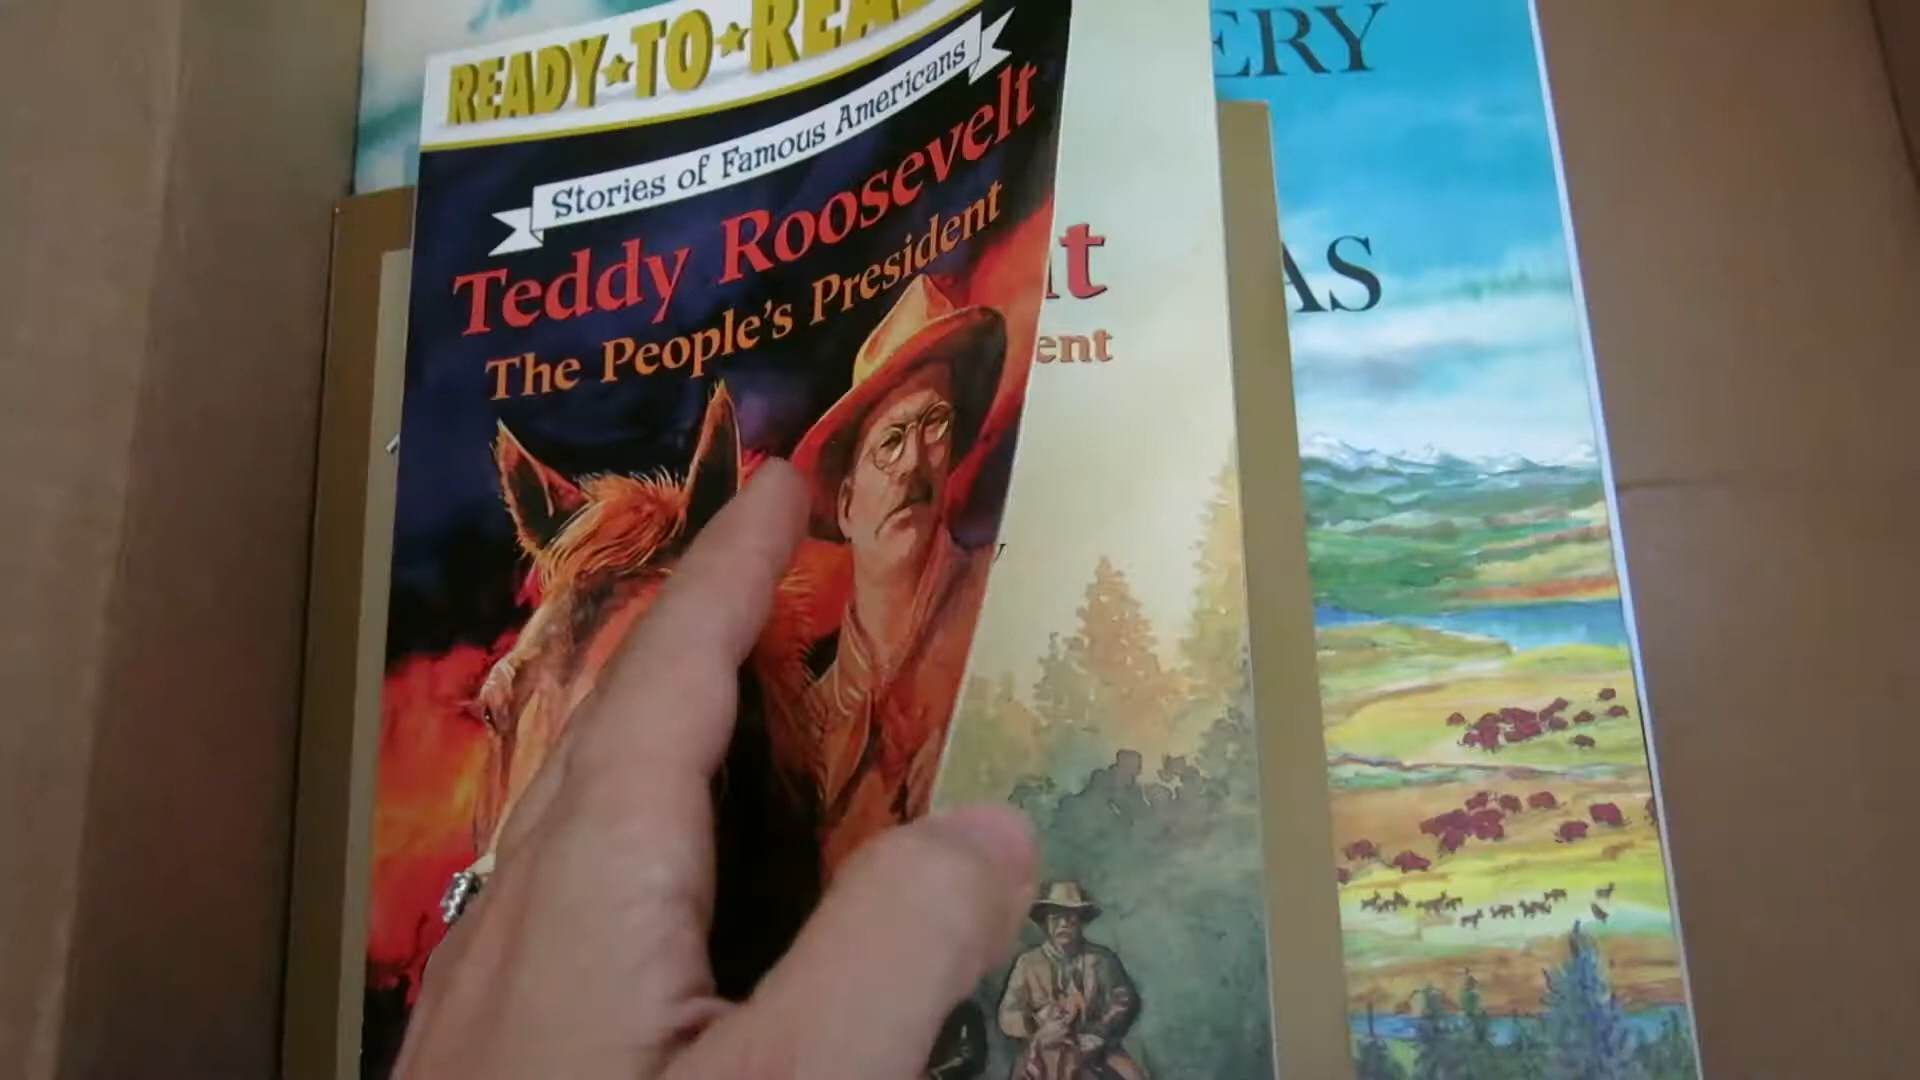 READY★TO★REA
Stories of Famous Americans
Teddy Roosevelt
The People's President
t
ent
ERY
AS